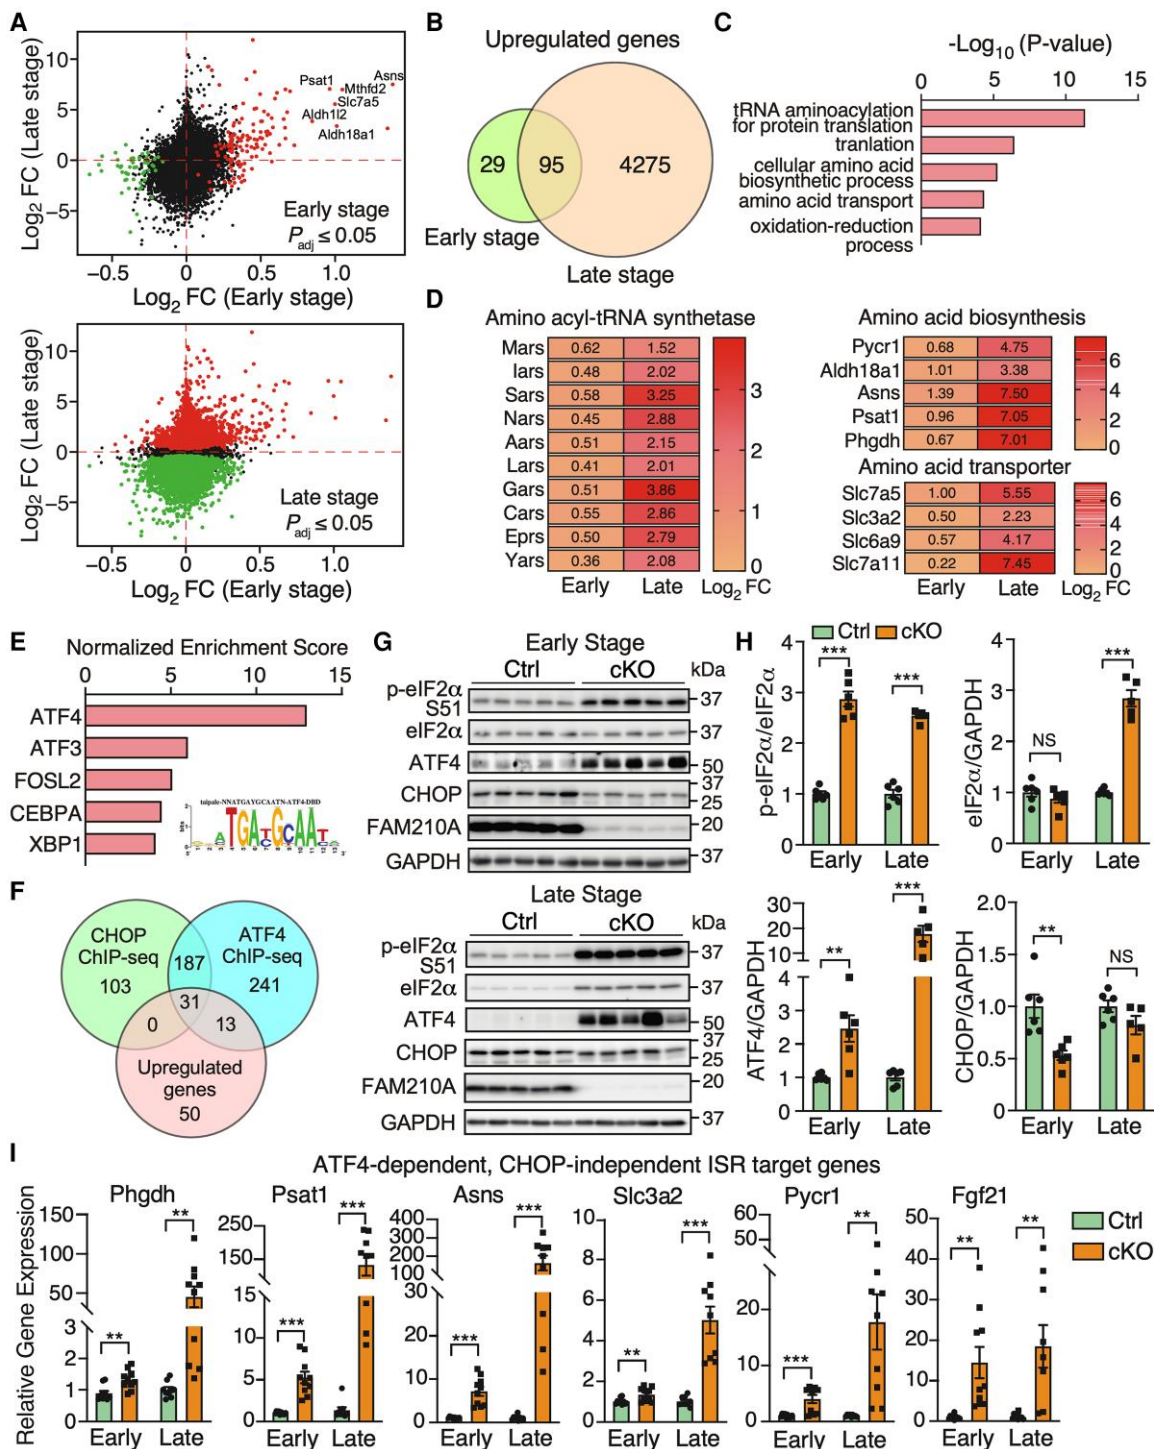 A
Log2 FC (Late stage)
10
5
0
−5
Psat1
Asns
Mthfd2
Slc7a5
Aldh1l2
Aldh18a1
Early stage
Padj ≤ 0.05
−0.5
0
0.5
1.0
Log2 FC (Early stage)
Log2 FC (Late stage)
10
5
0
−5
Late stage
Padj ≤ 0.05
−0.5
0
0.5
1.0
Log2 FC (Early stage)
B
Upregulated genes
29
95
4275
Early stage
Late stage
C
-Log10 (P-value)
0
5
10
15
tRNA aminoacylation
for protein translation
tranlation
cellular amino acid
biosynthetic process
amino acid transport
oxidation-reduction
process
D
Amino acyl-tRNA synthetase
Mars 0.62 1.52
Iars 0.48 2.02
Sars 0.58 3.25
Nars 0.45 2.88
Aars 0.51 2.15
Lars 0.41 2.01
Gars 0.51 3.86
Cars 0.55 2.86
Eprs 0.50 2.79
Yars 0.36 2.08
Early Late
3
2
1
0
Log2 FC
Amino acid biosynthesis
Pycr1 0.68 4.75
Aldh18a1 1.01 3.38
Asns 1.39 7.50
Psat1 0.96 7.05
Phgdh 0.67 7.01
6
4
2
0
Amino acid transporter
Slc7a5 1.00 5.55
Slc3a2 0.50 2.23
Slc6a9 0.57 4.17
Slc7a11 0.22 7.45
Early Late
6
4
2
0
Log2 FC
E
Normalized Enrichment Score
0
5
10
15
ATF4
ATF3
FOSL2
CEBPA
XBP1
taipale-NNATGAYGCAATN-ATF4-DBD
F
CHOP
ChIP-seq
103
187
ATF4
ChIP-seq
241
31
0
13
Upregulated
genes
50
G
Early Stage
Ctrl cKO kDa
p-eIF2α
S51
37
eIF2α 37
ATF4 50
CHOP 37
25
FAM210A 20
GAPDH 37
Late Stage
Ctrl cKO kDa
p-eIF2α
S51
37
eIF2α 37
ATF4 50
CHOP 37
25
FAM210A 20
GAPDH 37
H
Ctrl cKO
p-eIF2α/eIF2α
4
3
2
1
0
***
***
Early Late
eIF2α/GAPDH
4
3
2
1
0
NS
***
Early Late
ATF4/GAPDH
30
20
10
4
3
2
1
0
**
***
Early Late
CHOP/GAPDH
2.0
1.5
1.0
0.5
0
**
NS
Early Late
I
ATF4-dependent, CHOP-independent ISR target genes
Relative Gene Expression
Phgdh
150
100
50
3
2
1
0
**
**
Early Late
Psat1
250
150
15
10
5
0
***
***
Early Late
Asns
400
300
200
100
30
20
10
0
***
***
Early Late
Slc3a2
10
8
6
4
2
0
**
***
Early Late
Pycr1
60
50
20
10
0
***
**
Early Late
Fgf21
50
40
30
20
10
0
**
**
Early Late
Ctrl
cKO